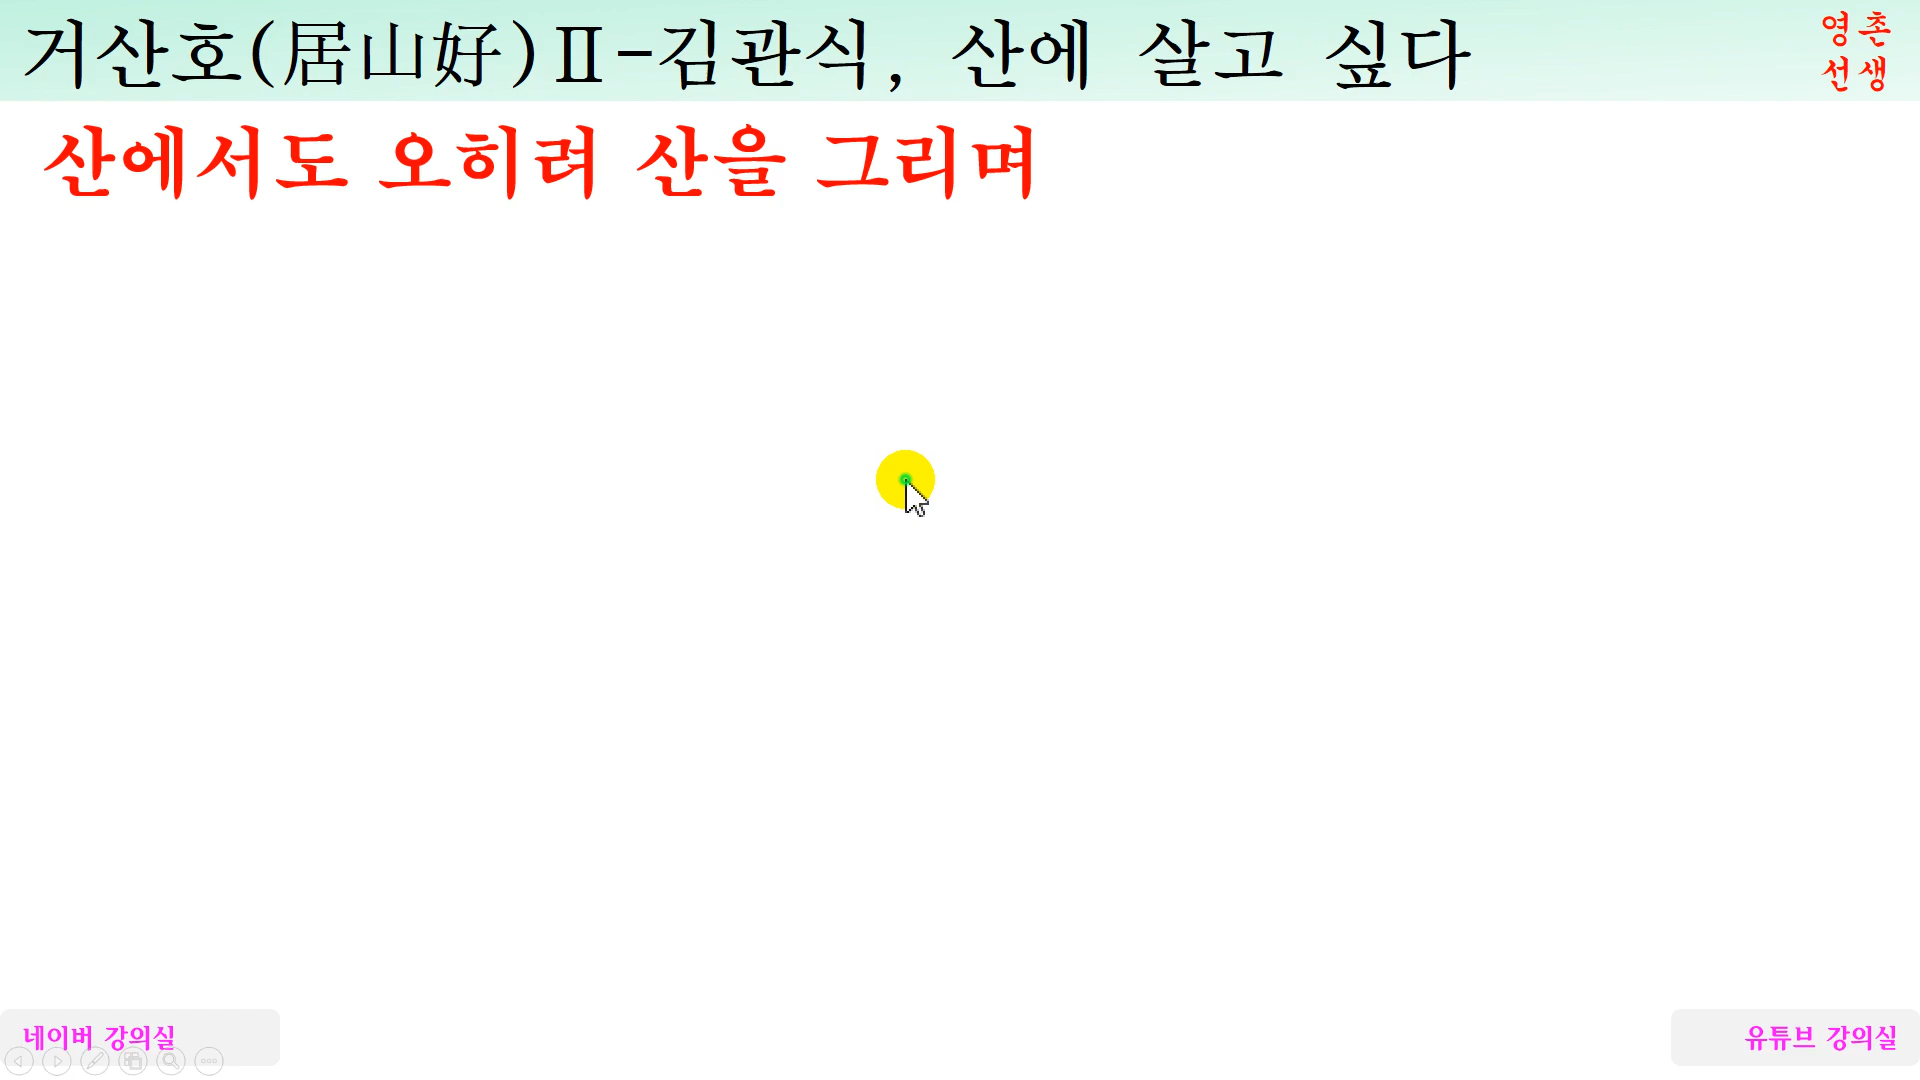 거산호(居山好)Ⅱ-김관식, 산에 살고 싶다
영촌
선생
산에서도 오히려 산을 그리며
네이버 강의실
유튜브 강의실